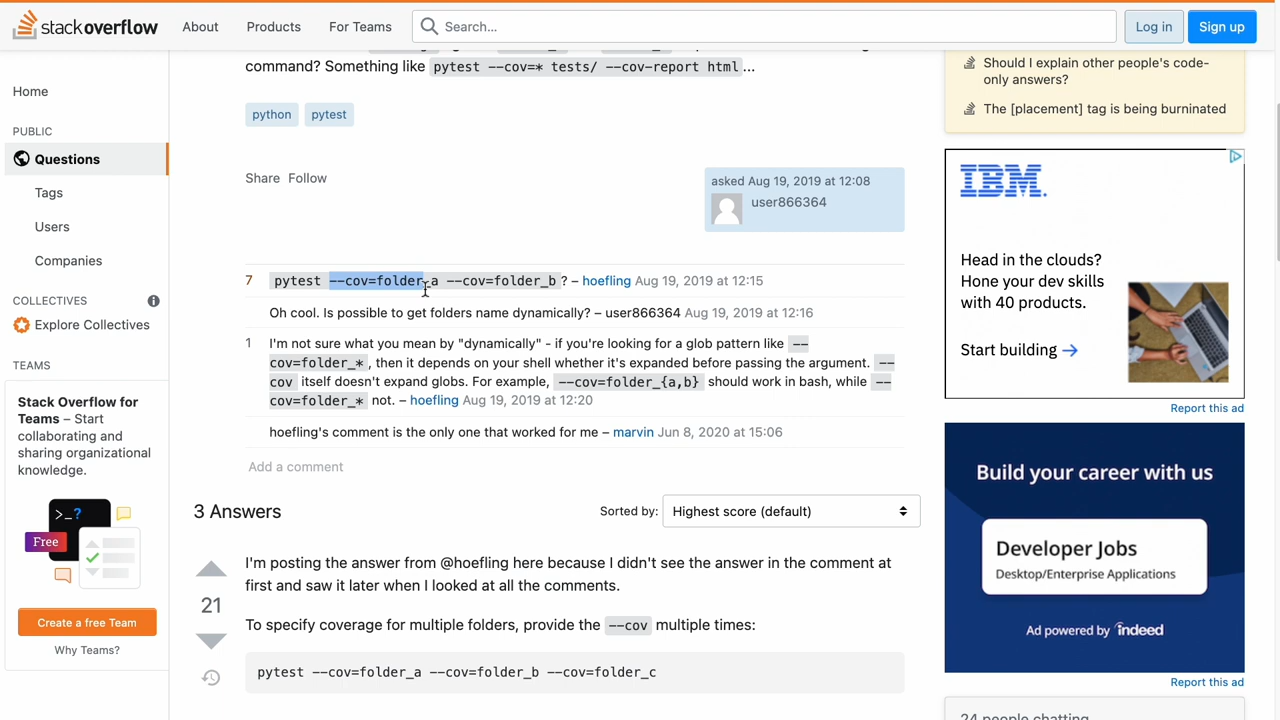 stackoverflow
About
Products
For Teams
Search...
Log in
Sign up
Home
PUBLIC
Questions
Tags
Users
Companies
COLLECTIVES
Explore Collectives
TEAMS
Stack Overflow for
Teams – Start
collaborating and
sharing organizational
knowledge.
>_?
Free
Create a free Team
Why Teams?
command? Something like pytest --cov=* tests/ --cov-report html...
python
pytest
Share Follow
asked Aug 19, 2019 at 12:08
user866364
7
pytest --cov=folder_a --cov=folder_b ? – hoefling Aug 19, 2019 at 12:15
Oh cool. Is possible to get folders name dynamically? – user866364 Aug 19, 2019 at 12:16
1
I'm not sure what you mean by "dynamically" - if you're looking for a glob pattern like --
cov=folder_*, then it depends on your shell whether it's expanded before passing the argument. --
cov itself doesn't expand globs. For example, --cov=folder_{a,b} should work in bash, while --
cov=folder_* not. – hoefling Aug 19, 2019 at 12:20
hoefling's comment is the only one that worked for me – marvin Jun 8, 2020 at 15:06
Add a comment
3 Answers
Sorted by:
Highest score (default)
21
I'm posting the answer from @hoefling here because I didn't see the answer in the comment at
first and saw it later when I looked at all the comments.
To specify coverage for multiple folders, provide the --cov multiple times:
pytest --cov=folder_a --cov=folder_b --cov=folder_c
Should I explain other people's code-
only answers?
The [placement] tag is being burninated
IBM.
Head in the clouds?
Hone your dev skills
with 40 products.
Start building →
Report this ad
Build your career with us
Developer Jobs
Desktop/Enterprise Applications
Ad powered by indeed
Report this ad
24 people chatting